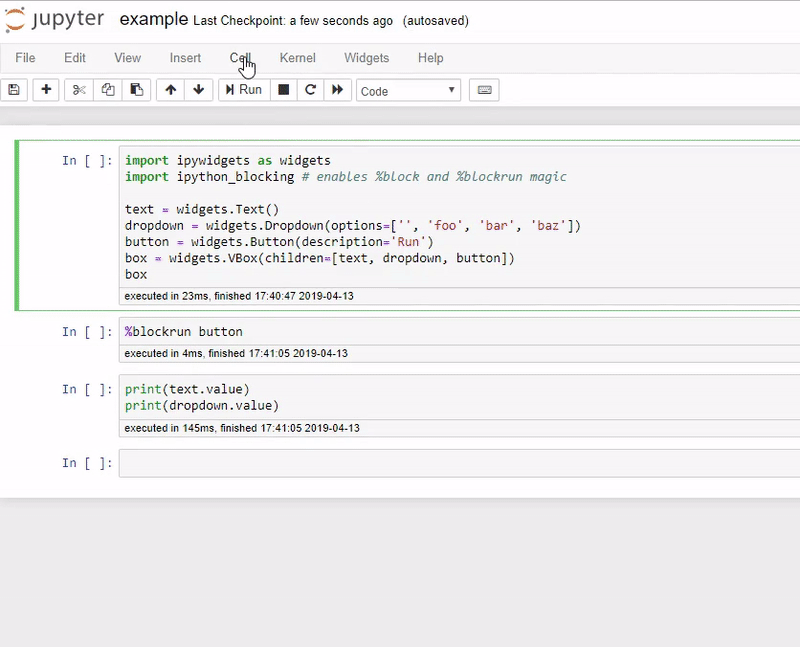 jupyter example Last Checkpoint: a few seconds ago (autosaved)
File Edit View Insert Cell Kernel Widgets Help
Run Code
In [ ]: import ipywidgets as widgets
import ipython_blocking # enables %block and %blockrun magic
text = widgets.Text()
dropdown = widgets.Dropdown(options=['', 'foo', 'bar', 'baz'])
button = widgets.Button(description='Run')
box = widgets.VBox(children=[text, dropdown, button])
box
executed in 23ms, finished 17:40:47 2019-04-13
In [ ]: %blockrun button
executed in 4ms, finished 17:41:05 2019-04-13
In [ ]: print(text.value)
print(dropdown.value)
executed in 145ms, finished 17:41:05 2019-04-13
In [ ]: